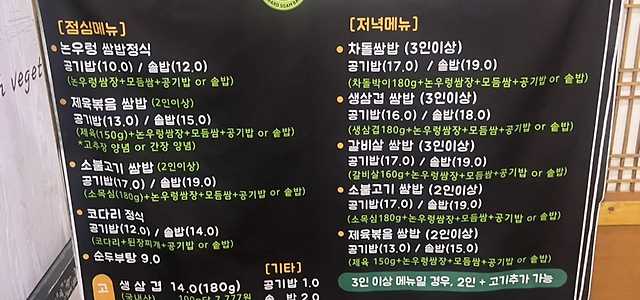 [점심메뉴]
논우렁 쌈밥정식
공기밥(10.0) / 솥밥(12.0)
(논우렁쌈장+모듬쌈+공기밥 or 솥밥)
제육볶음 쌈밥 (2인이상)
공기밥(13.0) / 솥밥(15.0)
(제육(150g)+논우렁쌈장+모듬쌈+공기밥 or 솥밥)
*고추장 양념 or 간장 양념)
소불고기 쌈밥 (2인이상)
공기밥(17.0) / 솥밥(19.0)
(소목심(180g)+논우렁쌈장+모듬쌈+공기밥 or 솥밥)
코다리 정식
공기밥(12.0) / 솥밥(14.0)
(코다리+된장찌개+공기밥 or 솥밥)
순두부탕 9.0
고
생 삼 겹 14.0(180g)
(국내산)
[기타]
공기밥 1.0
솥 밥 2.0
[저녁메뉴]
차돌쌈밥 (3인이상)
공기밥(17.0) / 솥밥(19.0)
(차돌박이180g+논우렁쌈장+모듬쌈+공기밥 or 솥밥)
생삼겹 쌈밥 (3인이상)
공기밥(16.0) / 솥밥(18.0)
(생삼겹180g+논우렁쌈장+모듬쌈+공기밥 or 솥밥)
갈비살 쌈밥 (3인이상)
공기밥(17.0) / 솥밥(19.0)
(갈비살160g+논우렁쌈장+모듬쌈+공기밥 or 솥밥)
소불고기 쌈밥 (2인이상)
공기밥(17.0) / 솥밥(19.0)
(소목심180g+논우렁쌈장+모듬쌈+공기밥 or 솥밥)
제육볶음 쌈밥 (2인이상)
공기밥(13.0) / 솥밥(15.0)
(제육 150g+논우렁쌈장+모듬쌈+공기밥 or 솥밥)
3인 이상 메뉴일 경우, 2인 + 고기추가 가능